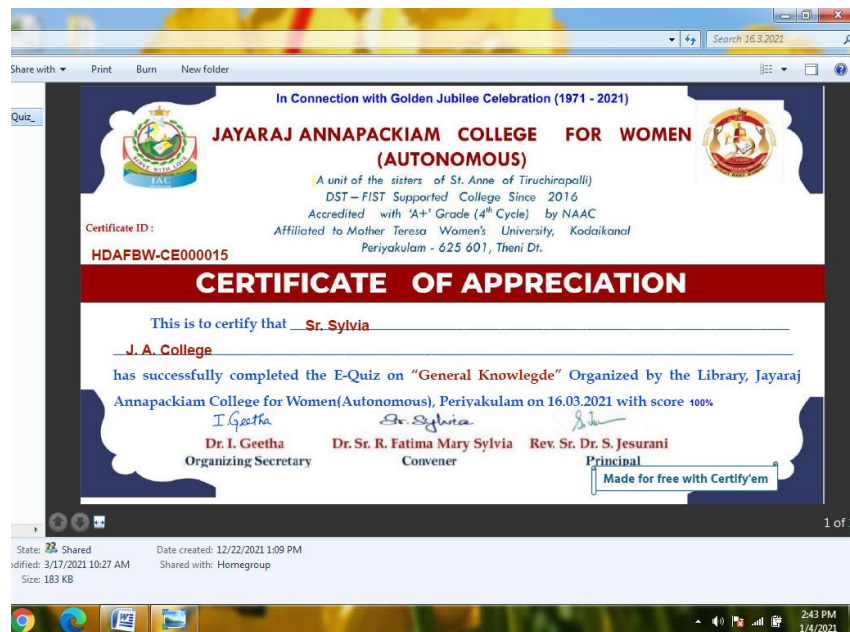 Search 16.3.2021
Share with Print Burn New folder
Quiz_
In Connection with Golden Jubilee Celebration (1971 - 2021)
JAYARAJ ANNAPACKIAM COLLEGE FOR WOMEN
(AUTONOMOUS)
(A unit of the sisters of St. Anne of Tiruchirapalli)
DST – FIST Supported College Since 2016
Accredited with 'A+' Grade (4th Cycle) by NAAC
Affiliated to Mother Teresa Women's University, Kodaikanal
Periyakulam - 625 601, Theni Dt.
SERVE WITH LOVE
JAC
Certificate ID :
HDAFBW-CE000015
CERTIFICATE OF APPRECIATION
This is to certify that Sr. Sylvia
J. A. College
has successfully completed the E-Quiz on "General Knowlegde" Organized by the Library, Jayaraj
Annapackiam College for Women(Autonomous), Periyakulam on 16.03.2021 with score 100%
I. Geetha Sr. Sylvia
Dr. I. Geetha Dr. Sr. R. Fatima Mary Sylvia Rev. Sr. Dr. S. Jesurani
Organizing Secretary Convener Principal
Made for free with Certify'em
1 of
State: Shared Date created: 12/22/2021 1:09 PM
odified: 3/17/2021 10:27 AM Shared with: Homegroup
Size: 183 KB
2:43 PM
1/4/2021